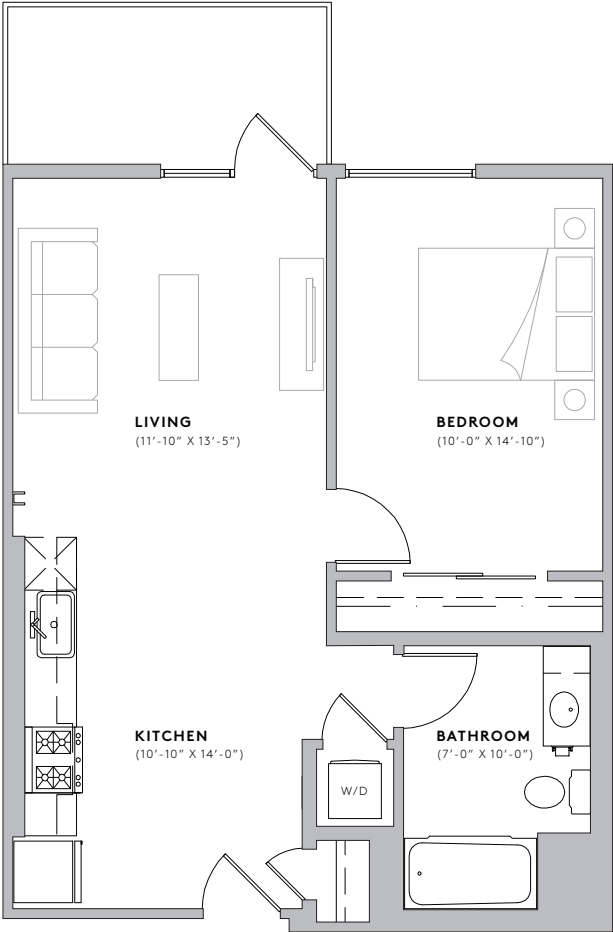 LIVING
(11'-10" X 13'-5")
BEDROOM
(10'-0" X 14'-10")
KITCHEN
(10'-10" X 14'-0")
BATHROOM
(7'-0" X 10'-0")
W/D